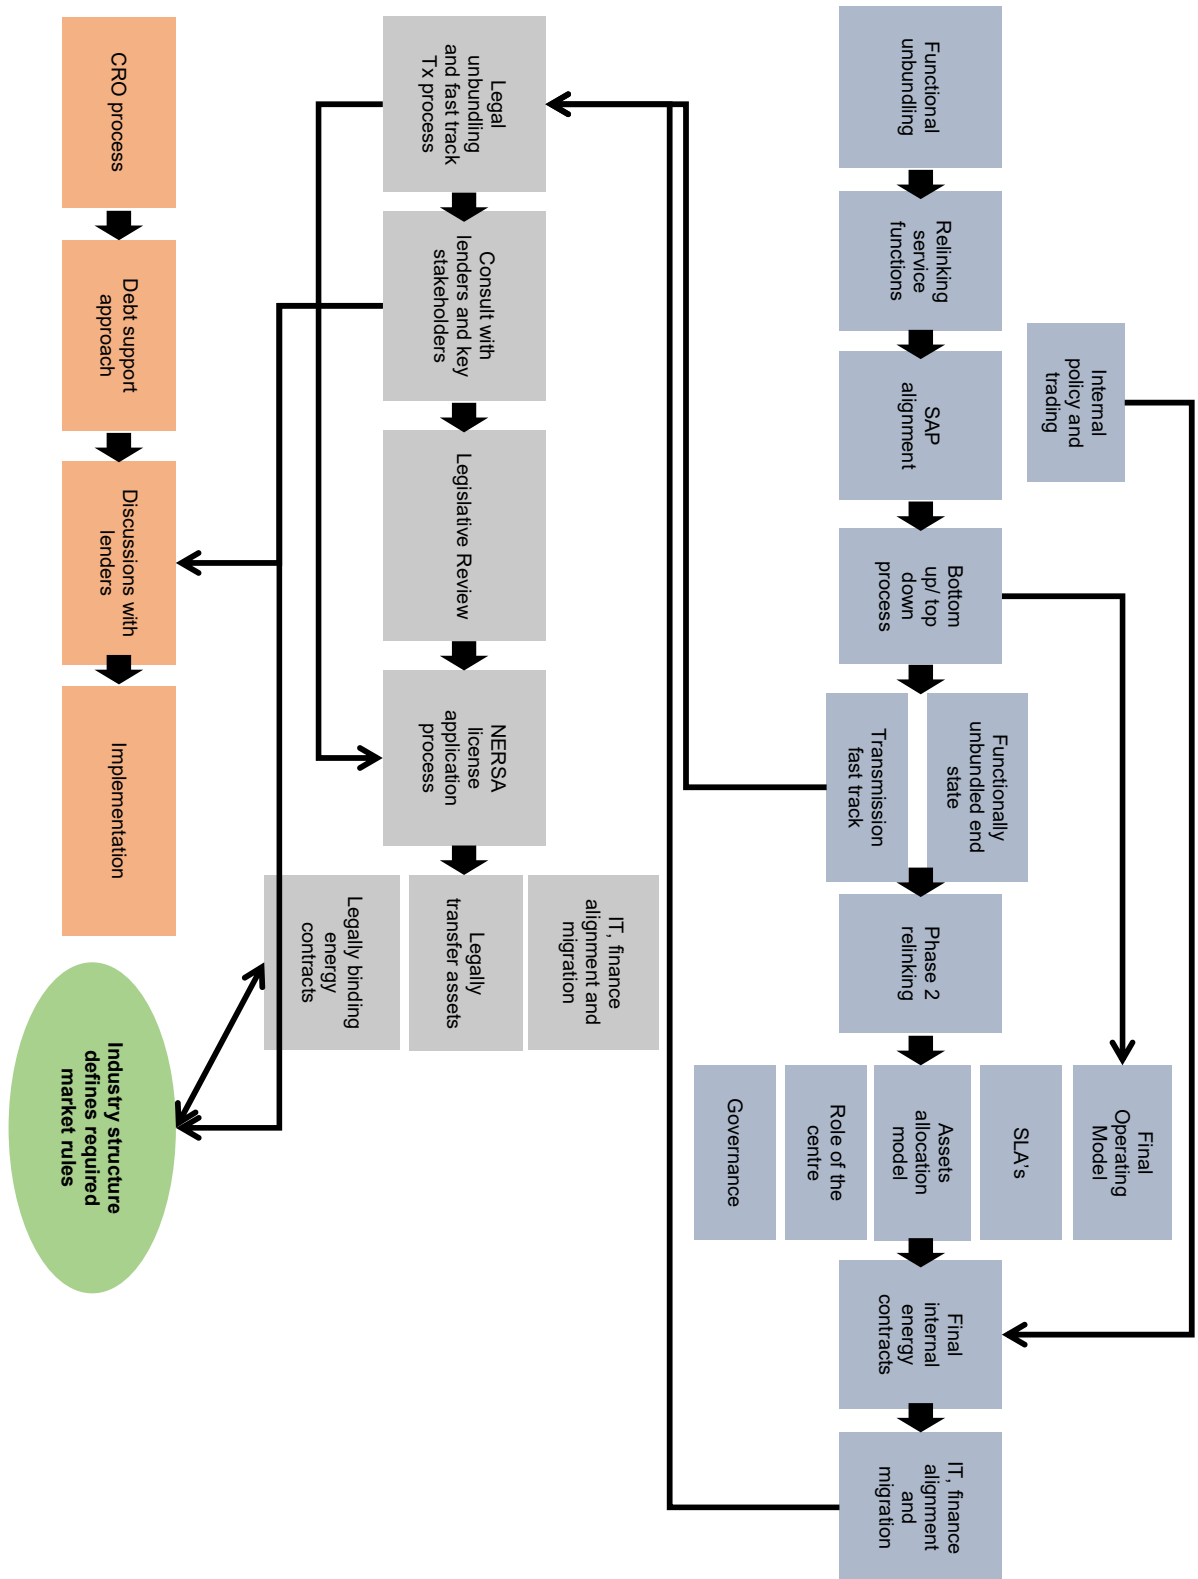 Functional
unbundling
Relinking
service
functions
Internal
policy and
trading
SAP
alignment
Bottom
up/ top
down
process
Functionally
unbundled end
state
Transmission
fast track
Phase 2
relinking
Final
Operating
Model
SLA's
Assets
allocation
model
Role of the
centre
Governance
Final
internal
energy
contracts
IT, finance
alignment
and
migration
Legal
unbundling
and fast track
Tx process
Consult with
lenders and key
stakeholders
Legislative Review
NERSA
license
application
process
IT, finance
alignment and
migration
Legally
transfer assets
Legally binding
energy
contracts
CRO process
Debt support
approach
Discussions with
lenders
Implementation
Industry structure
defines required
market rules